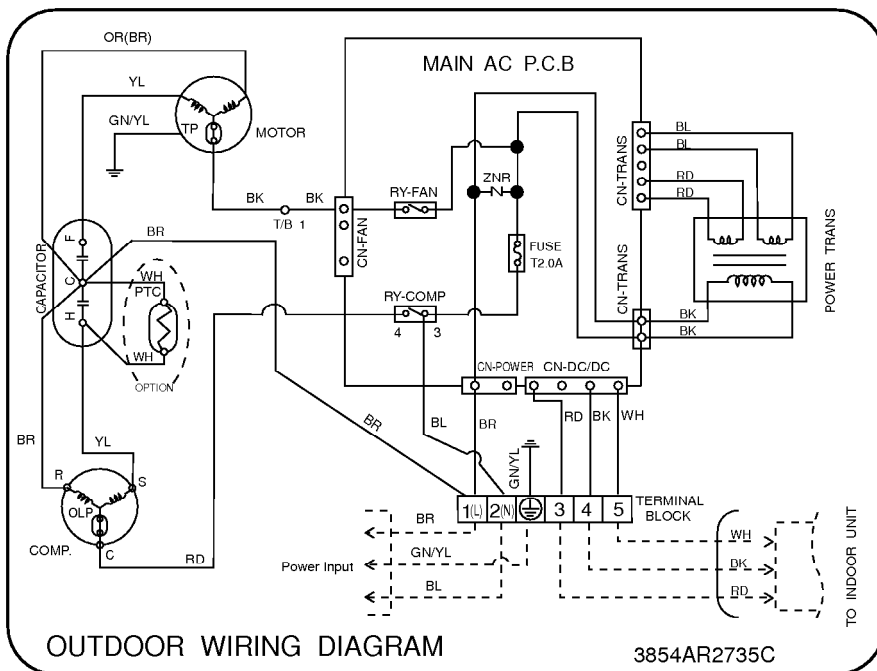 OR(BR)
MAIN AC P.C.B
YL
GN/YL
TP
MOTOR
BL
BL
RD
RD
CN-TRANS
ZNR
RY-FAN
BK
BK
T/B 1
CN-FAN
BR
FUSE
T2.0A
CN-TRANS
POWER TRANS
CAPACITOR
F
C
H
WH
PTC
WH
OPTION
RY-COMP
4
3
BK
BK
CN-POWER
CN-DC/DC
BR
BL
BR
RD
BK
WH
GN/YL
BR
YL
R
S
OLP
COMP.
C
RD
1(L)
2(N)
3
4
5
TERMINAL
BLOCK
BR
GN/YL
Power Input
BL
WH
BK
RD
TO INDOOR UNIT
OUTDOOR WIRING DIAGRAM
3854AR2735C